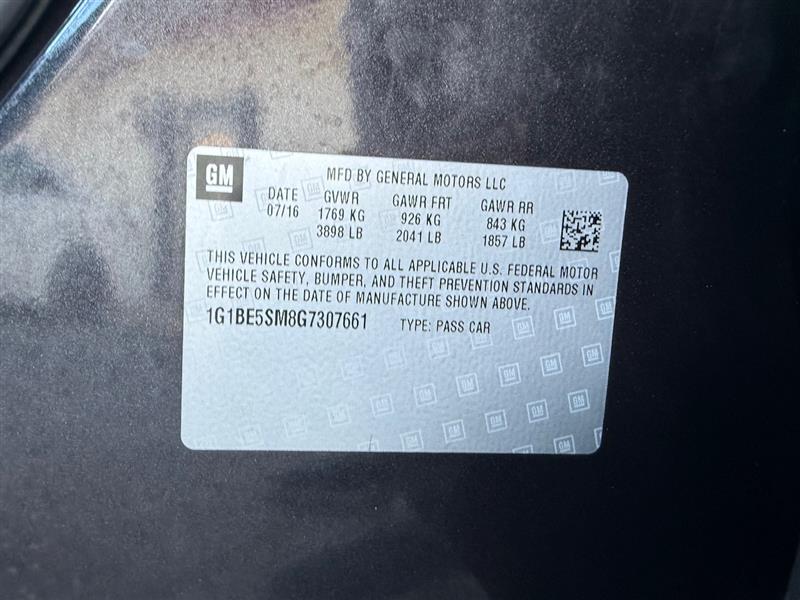 GM
MFD BY GENERAL MOTORS LLC
DATE GVWR GAWR FRT GAWR RR
07/16 1769 KG 926 KG 843 KG
3898 LB 2041 LB 1857 LB
THIS VEHICLE CONFORMS TO ALL APPLICABLE U.S. FEDERAL MOTOR
VEHICLE SAFETY, BUMPER, AND THEFT PREVENTION STANDARDS IN
EFFECT ON THE DATE OF MANUFACTURE SHOWN ABOVE.
1G1BE5SM8G7307661 TYPE: PASS CAR